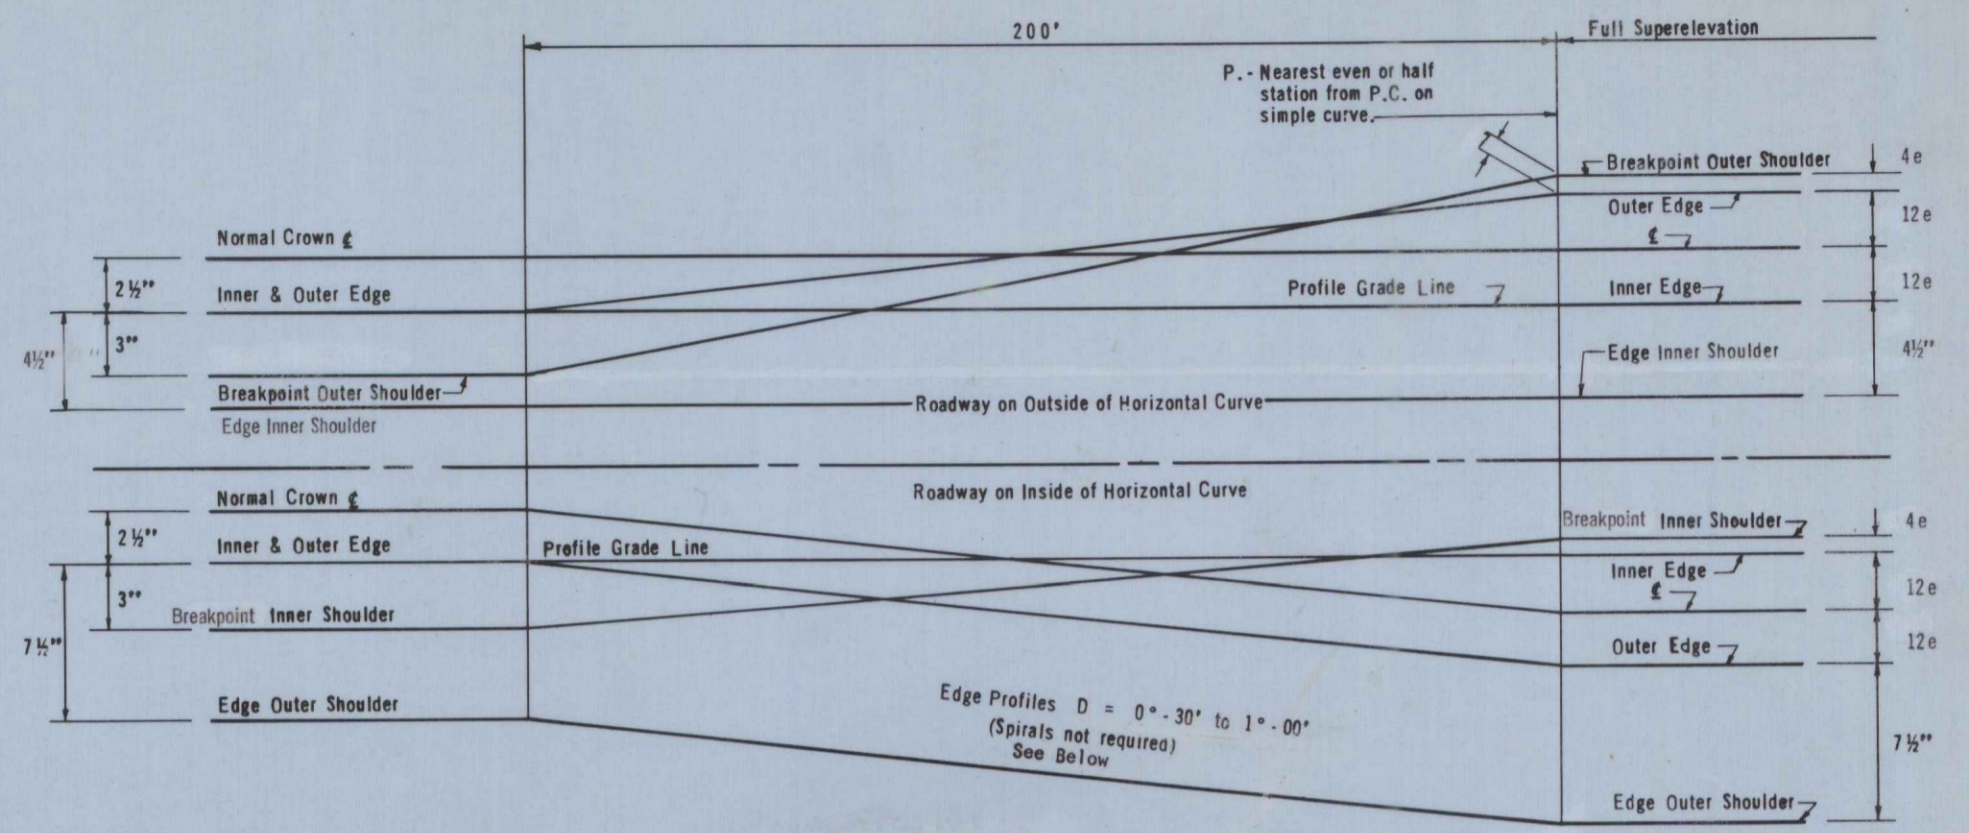 200'
Full Superelevation
P.- Nearest even or half
station from P.C. on
simple curve.
Breakpoint Outer Shoulder
4e
Outer Edge
12e
Normal Crown ℄
℄
2½"
Inner & Outer Edge
Profile Grade Line
Inner Edge
12e
3"
4½"
Edge Inner Shoulder
4½"
Breakpoint Outer Shoulder
Roadway on Outside of Horizontal Curve
Edge Inner Shoulder
Normal Crown ℄
Roadway on Inside of Horizontal Curve
Breakpoint Inner Shoulder
4e
2½"
Inner & Outer Edge
Profile Grade Line
Inner Edge
℄
12e
3"
Breakpoint Inner Shoulder
7½"
Outer Edge
12e
Edge Outer Shoulder
Edge Profiles D = 0°-30' to 1°-00'
(Spirals not required)
See Below
7½"
Edge Outer Shoulder